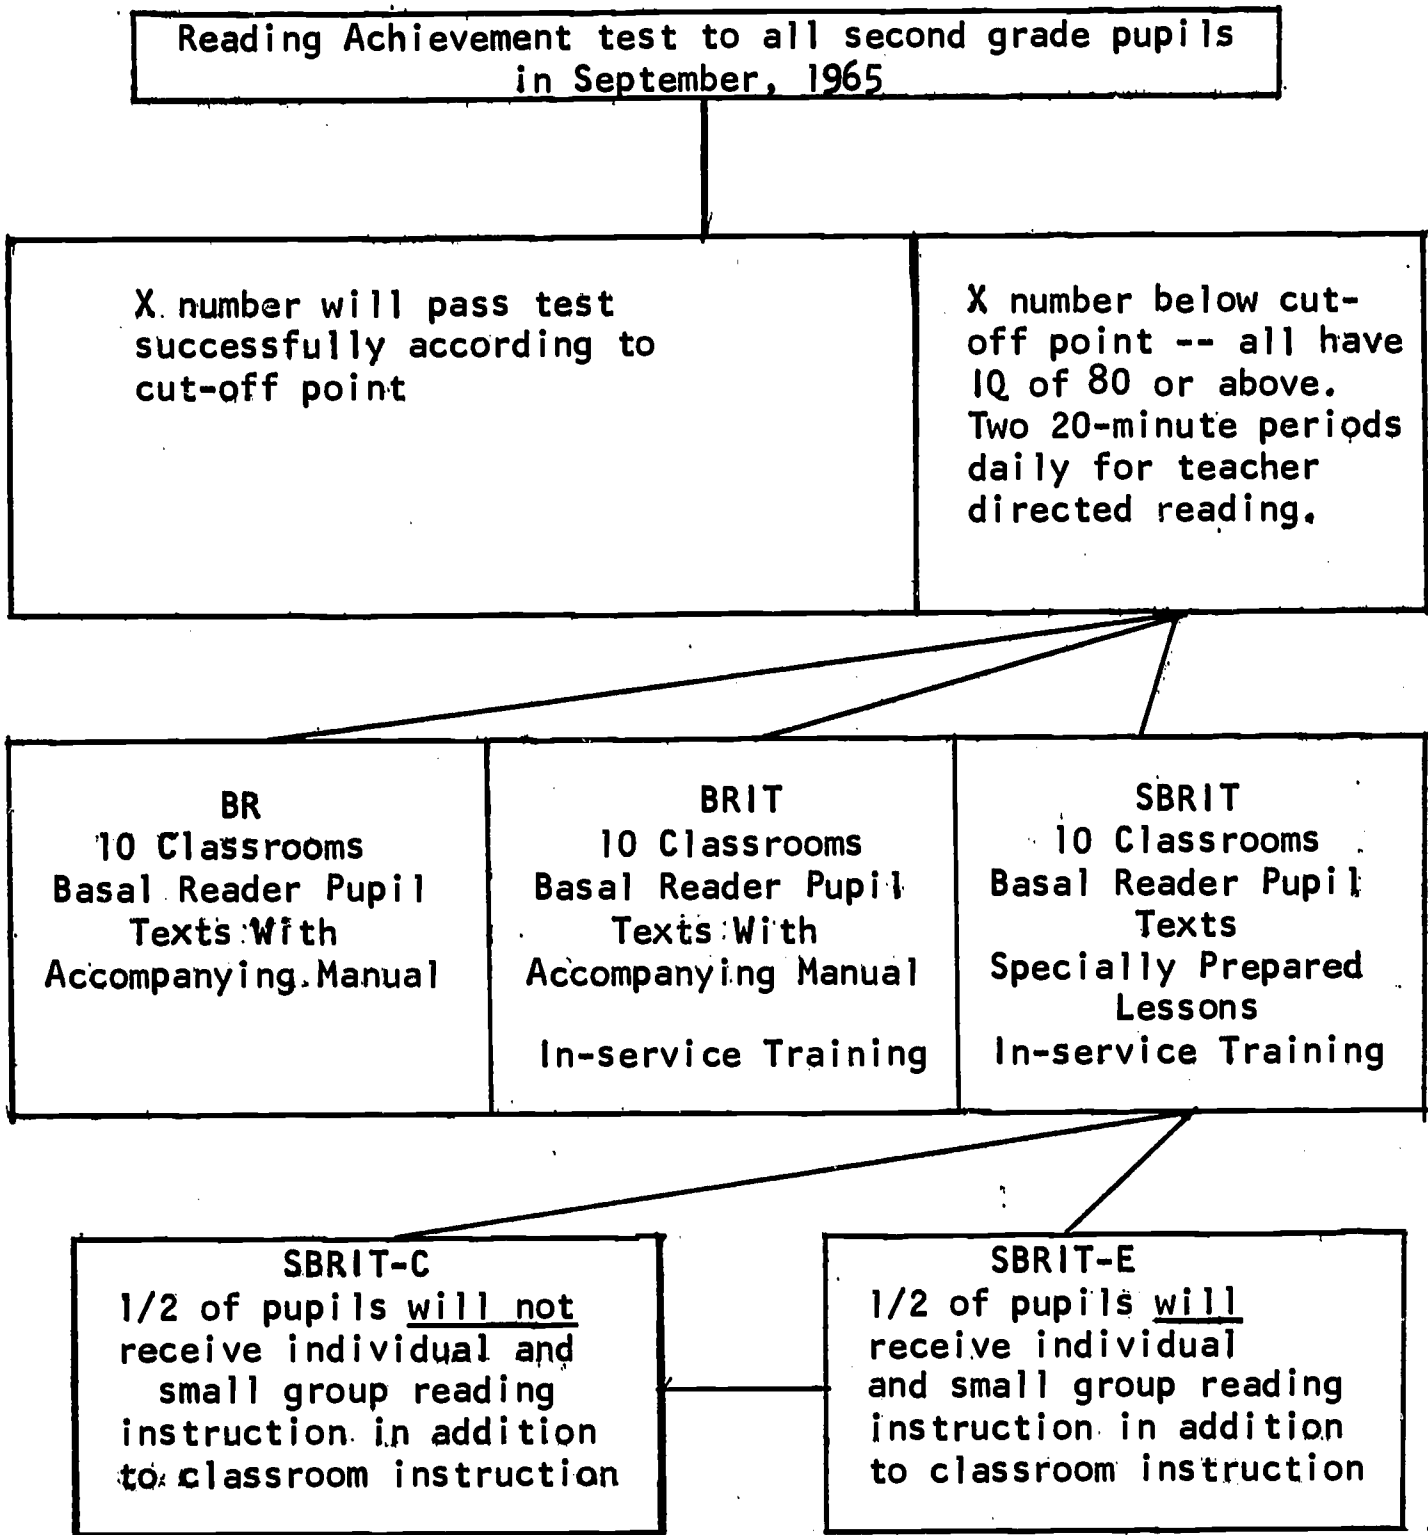 Reading Achievement test to all second grade pupils
in September, 1965
X number will pass test
successfully according to
cut-off point
X number below cut-
off point -- all have
IQ of 80 or above.
Two 20-minute periods
daily for teacher
directed reading.
BR
10 Classrooms
Basal Reader Pupil
Texts With
Accompanying Manual
BRIT
10 Classrooms
Basal Reader Pupil
Texts With
Accompanying Manual
In-service Training
SBRIT
10 Classrooms
Basal Reader Pupil
Texts
Specially Prepared
Lessons
In-service Training
SBRIT-C
1/2 of pupils will not
receive individual and
small group reading
instruction in addition
to classroom instruction
SBRIT-E
1/2 of pupils will
receive individual
and small group reading
instruction in addition
to classroom instruction